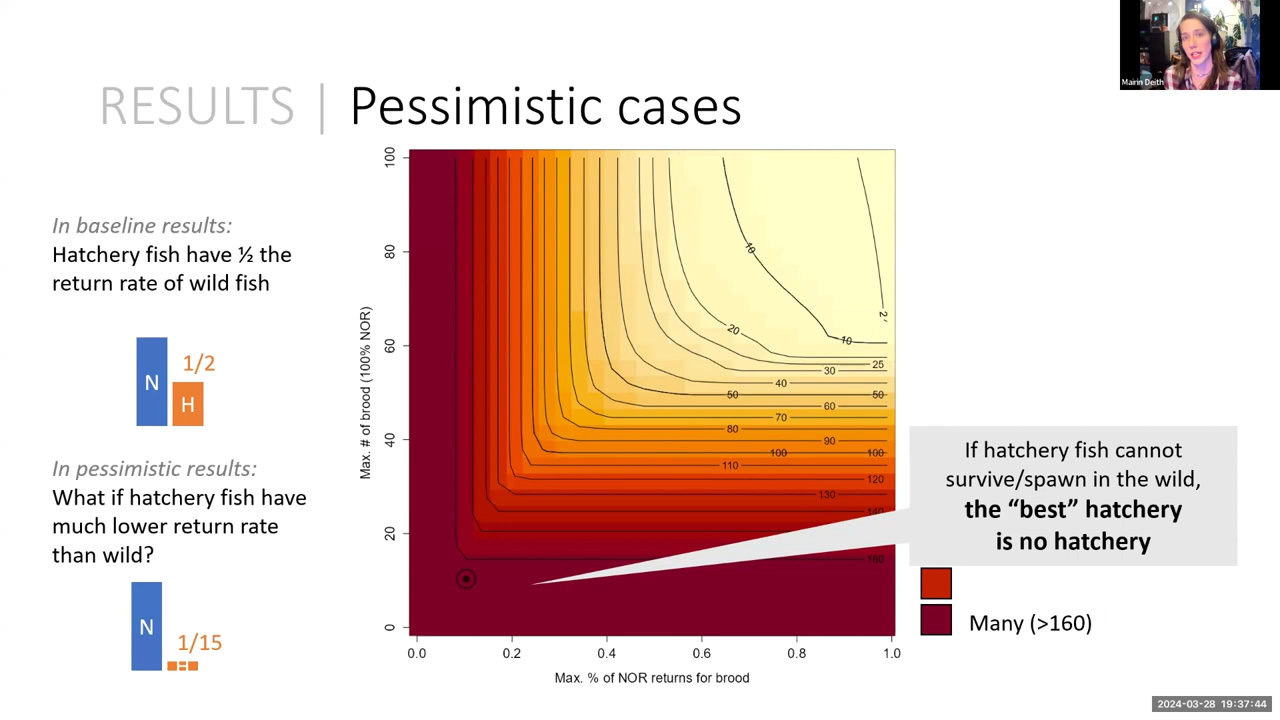 Mairin Deith
RESULTS | Pessimistic cases
In baseline results:
Hatchery fish have ½ the
return rate of wild fish
N
1/2
H
In pessimistic results:
What if hatchery fish have
much lower return rate
than wild?
N
1/15
H
Max. # of brood (100% NOR)
100
80
60
40
20
0
10
2
20
10
25
30
40
50
50
60
70
80
90
100
100
110
120
130
140
160
0.0
0.2
0.4
0.6
0.8
1.0
Max. % of NOR returns for brood
If hatchery fish cannot
survive/spawn in the wild,
the “best” hatchery
is no hatchery
Many (>160)
2024-03-28 19:37:44